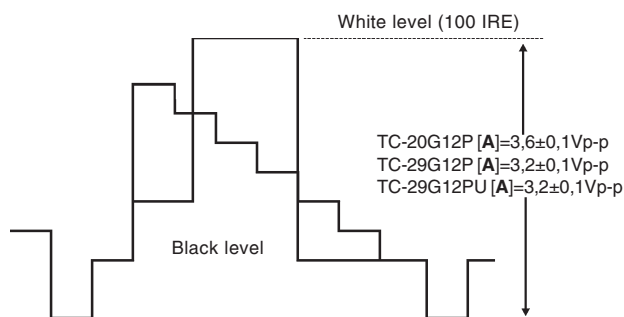 White level (100 IRE)
TC-20G12P [A]=3,6±0,1Vp-p
TC-29G12P [A]=3,2±0,1Vp-p
TC-29G12PU [A]=3,2±0,1Vp-p
Black level